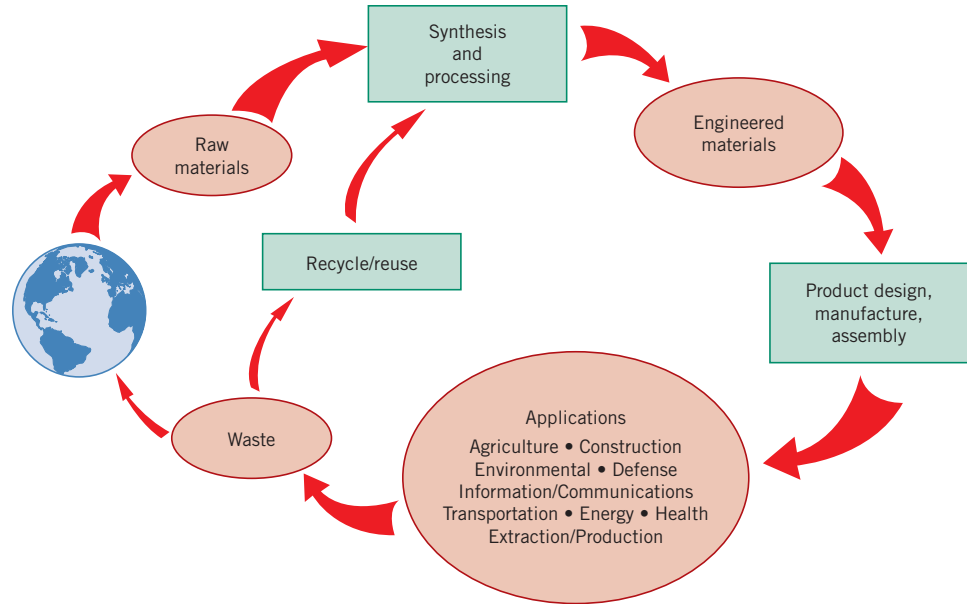 Synthesis
and
processing
Engineered
materials
Raw
materials
Recycle/reuse
Product design,
manufacture,
assembly
Applications
Agriculture • Construction
Environmental • Defense
Information/Communications
Transportation • Energy • Health
Extraction/Production
Waste